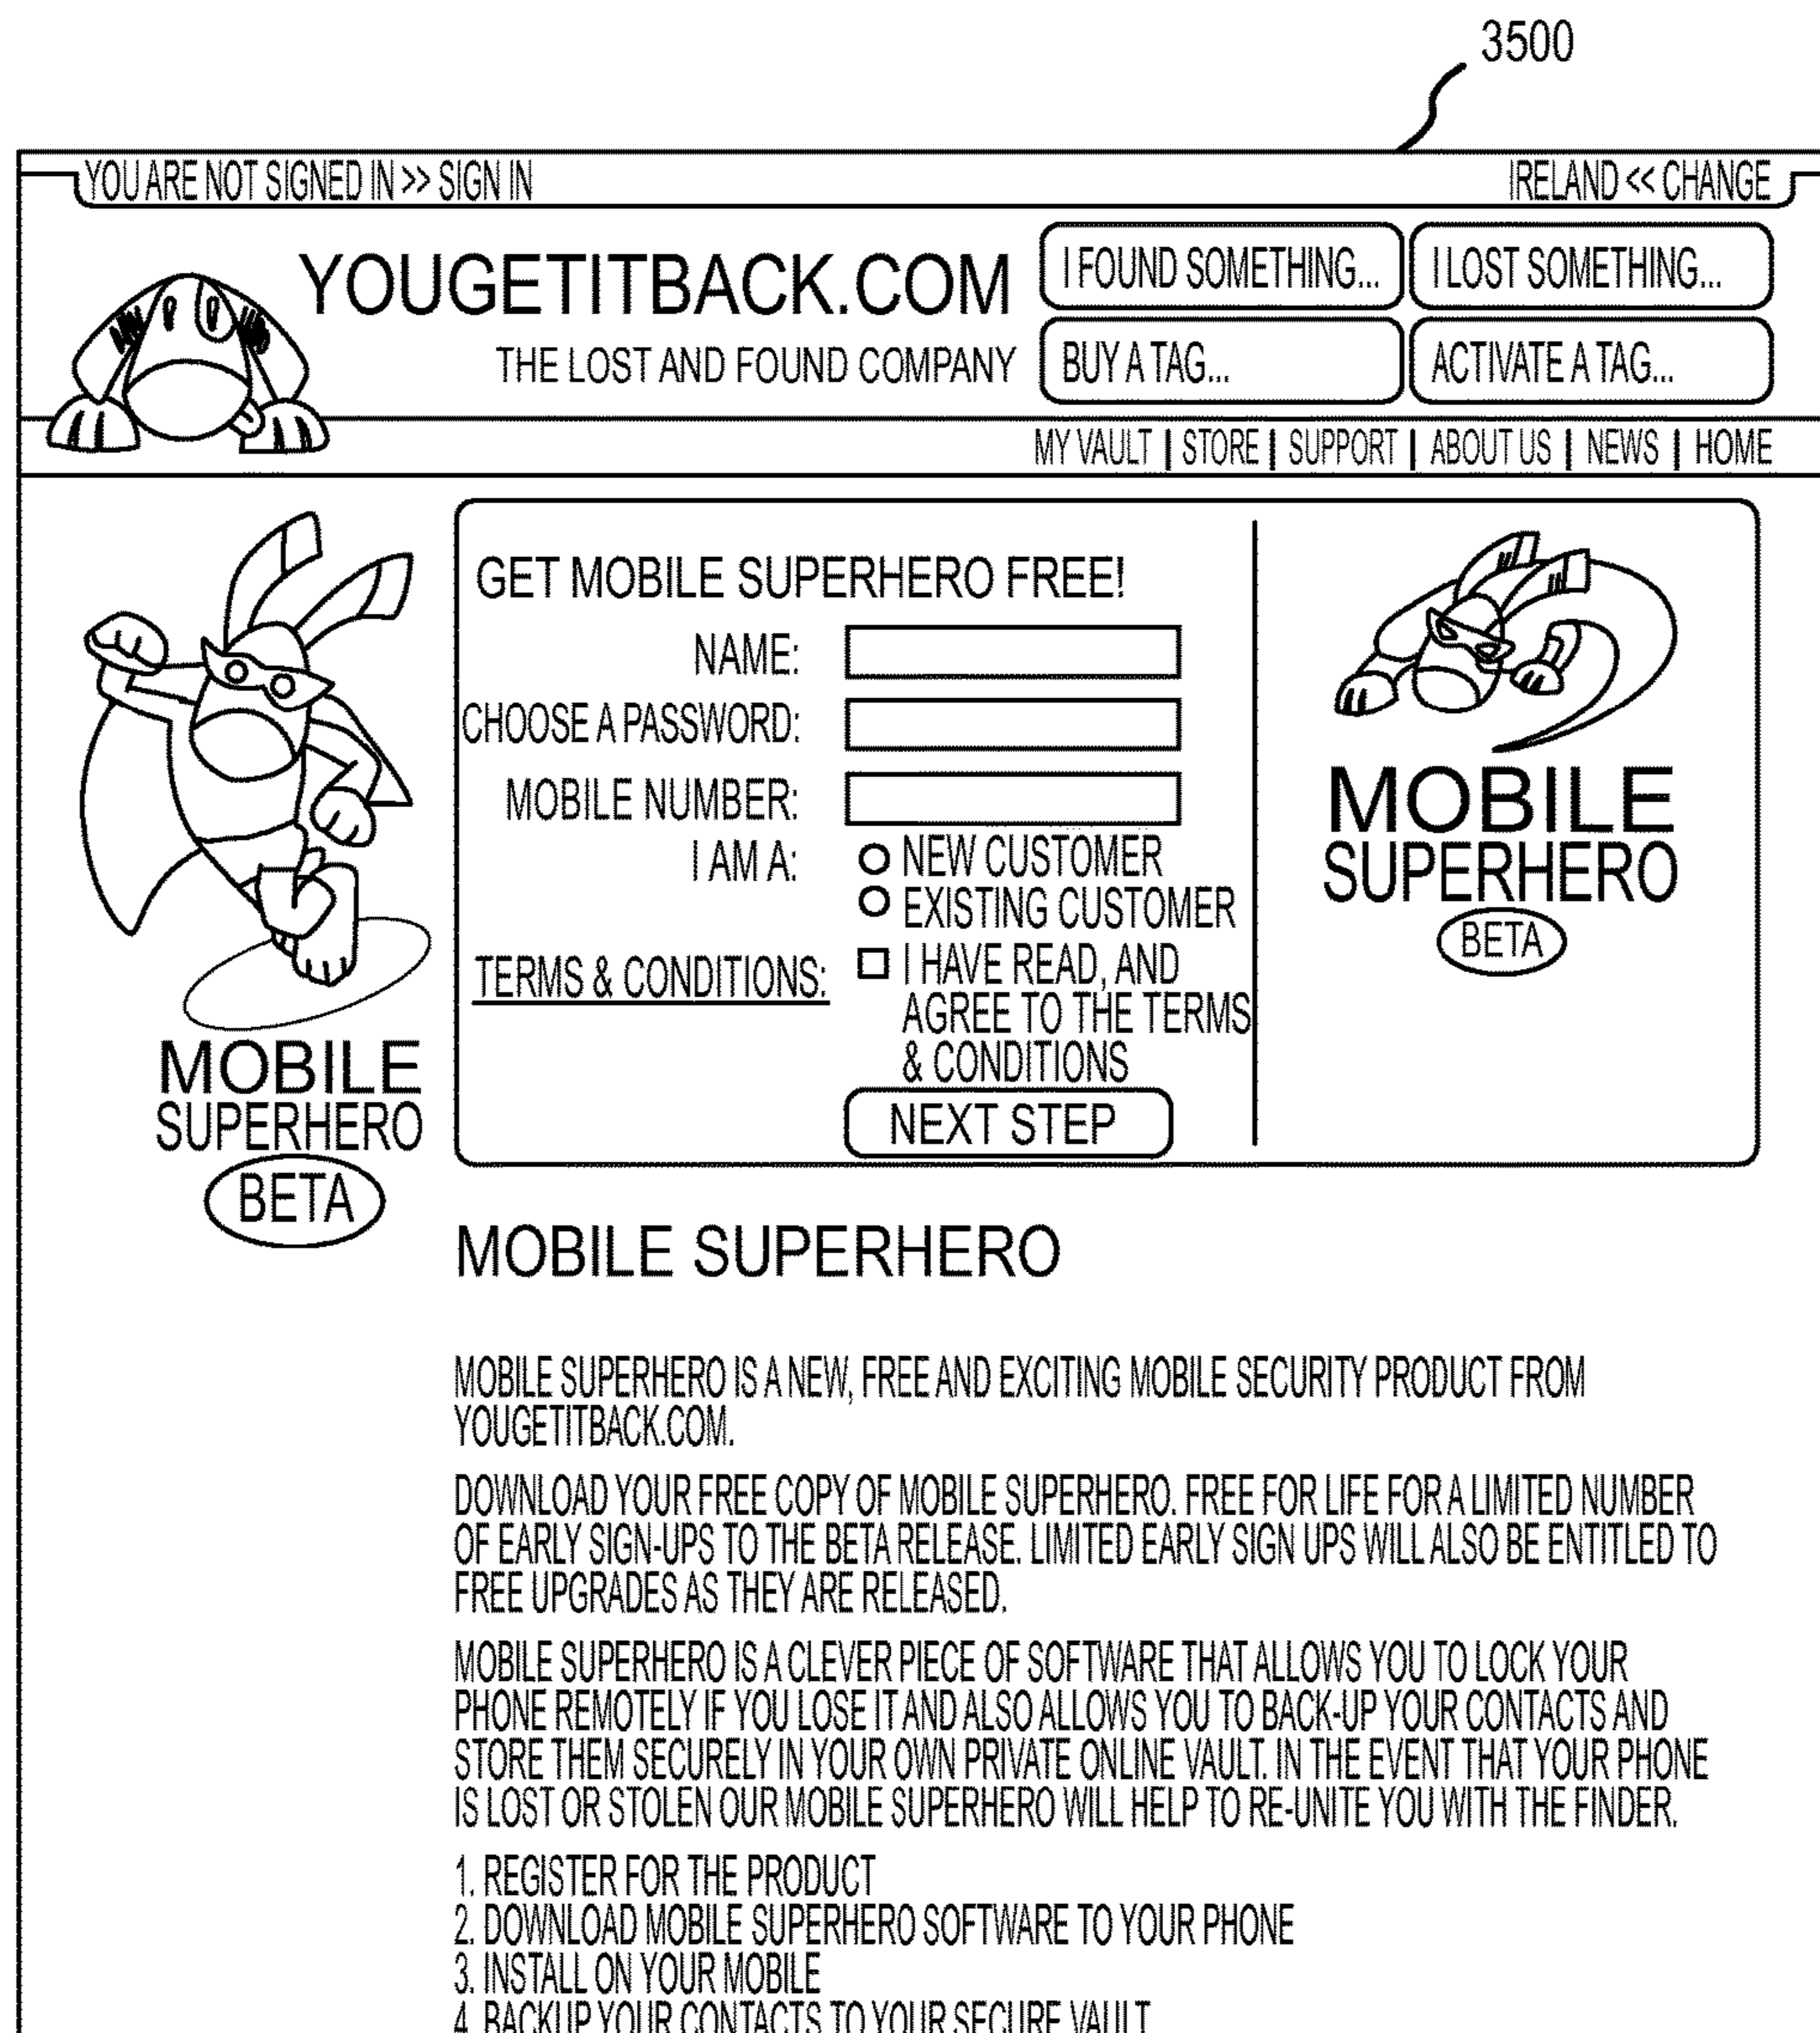 3500
YOU ARE NOT SIGNED IN >> SIGN IN
IRELAND << CHANGE
YOUGETITBACK.COM
THE LOST AND FOUND COMPANY
I FOUND SOMETHING...
I LOST SOMETHING...
BUY A TAG...
ACTIVATE A TAG...
MY VAULT | STORE | SUPPORT | ABOUT US | NEWS | HOME
MOBILE
SUPERHERO
BETA
GET MOBILE SUPERHERO FREE!
NAME:
CHOOSE A PASSWORD:
MOBILE NUMBER:
I AM A:
NEW CUSTOMER
EXISTING CUSTOMER
TERMS & CONDITIONS:
I HAVE READ, AND
AGREE TO THE TERMS
& CONDITIONS
NEXT STEP
MOBILE
SUPERHERO
BETA
MOBILE SUPERHERO
MOBILE SUPERHERO IS A NEW, FREE AND EXCITING MOBILE SECURITY PRODUCT FROM
YOUGETITBACK.COM.
DOWNLOAD YOUR FREE COPY OF MOBILE SUPERHERO. FREE FOR LIFE FOR A LIMITED NUMBER
OF EARLY SIGN-UPS TO THE BETA RELEASE. LIMITED EARLY SIGN UPS WILL ALSO BE ENTITLED TO
FREE UPGRADES AS THEY ARE RELEASED.
MOBILE SUPERHERO IS A CLEVER PIECE OF SOFTWARE THAT ALLOWS YOU TO LOCK YOUR
PHONE REMOTELY IF YOU LOSE IT AND ALSO ALLOWS YOU TO BACK-UP YOUR CONTACTS AND
STORE THEM SECURELY IN YOUR OWN PRIVATE ONLINE VAULT. IN THE EVENT THAT YOUR PHONE
IS LOST OR STOLEN OUR MOBILE SUPERHERO WILL HELP TO RE-UNITE YOU WITH THE FINDER.
1. REGISTER FOR THE PRODUCT
2. DOWNLOAD MOBILE SUPERHERO SOFTWARE TO YOUR PHONE
3. INSTALL ON YOUR MOBILE
4. BACKUP YOUR CONTACTS TO YOUR SECURE VAULT